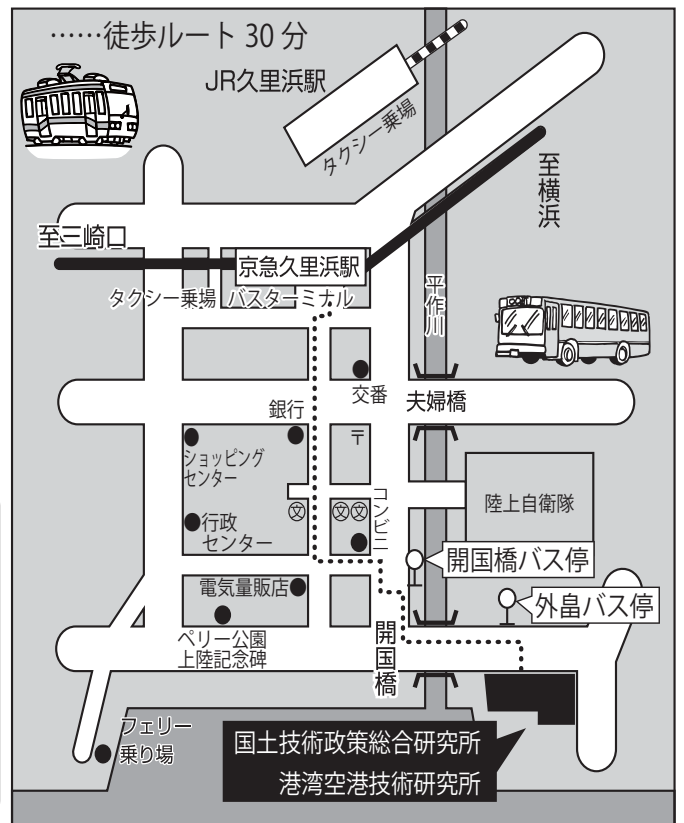 ……徒歩ルート 30 分
JR久里浜駅
タクシー乗場
至横浜
至三崎口
京急久里浜駅
タクシー乗場 バスターミナル
平作川
交番
夫婦橋
銀行
〒
ショッピング
センター
コンビニ
文
文文
陸上自衛隊
行政
センター
開国橋バス停
電気量販店
外畠バス停
ペリー公園
上陸記念碑
開国橋
フェリー
乗り場
国土技術政策総合研究所
港湾空港技術研究所